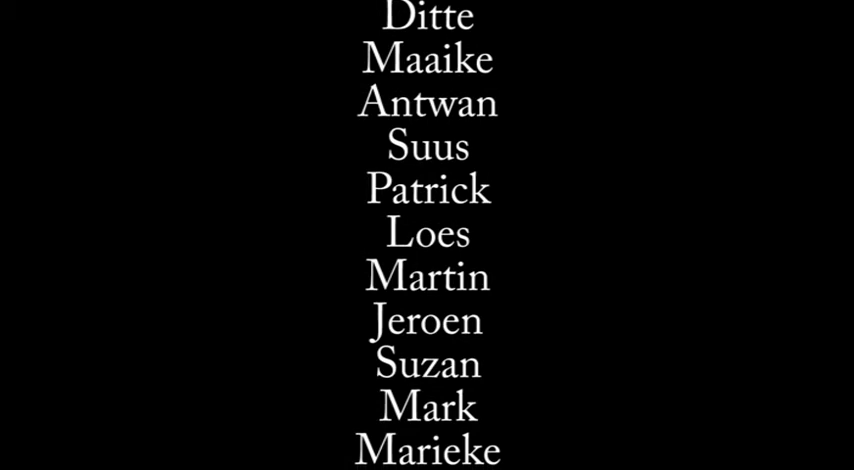 Ditte
Maaike
Antwan
Suus
Patrick
Loes
Martin
Jeroen
Suzan
Mark
Marieke